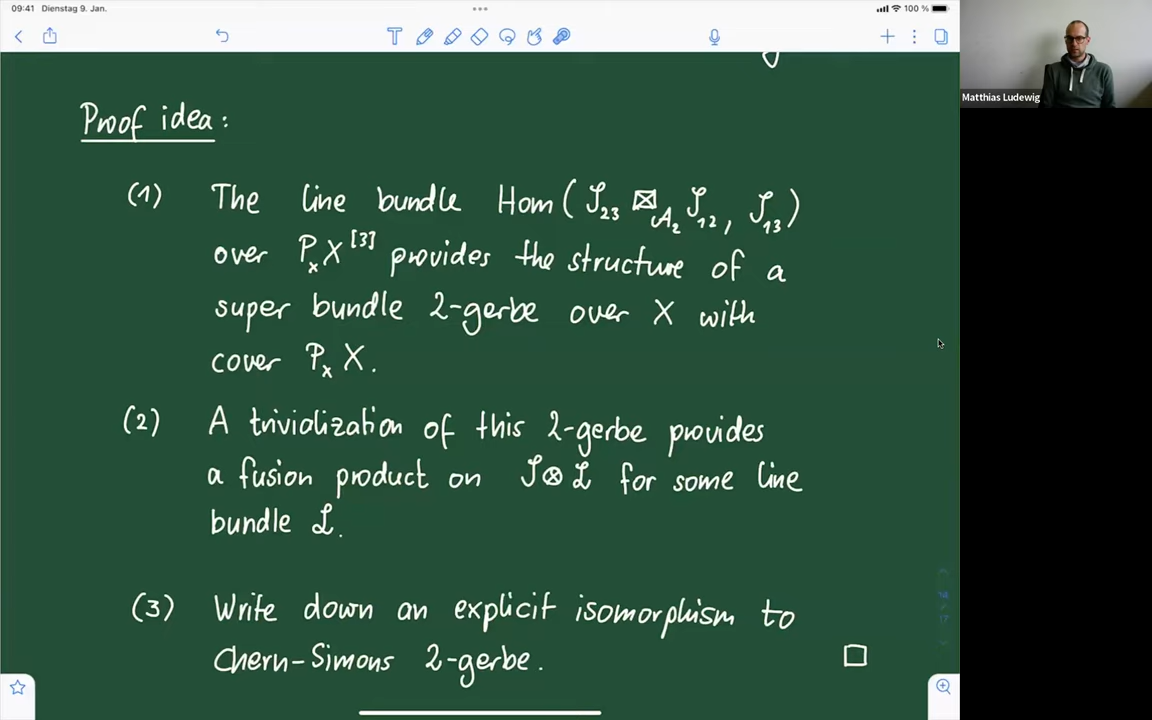 09:41 Dienstag 9. Jan.
100 %
Matthias Ludewig
Proof idea:
(1) The line bundle Hom(𝒮₂₃ ⊠_𝒜₂ 𝒮₁₂, 𝒮₁₃)
over PₓX^[3] provides the structure of a
super bundle 2-gerbe over X with
cover PₓX.
(2) A trivialization of this 2-gerbe provides
a fusion product on 𝒮⊗ℒ for some line
bundle ℒ.
(3) Write down an explicit isomorphism to
Chern-Simons 2-gerbe. □